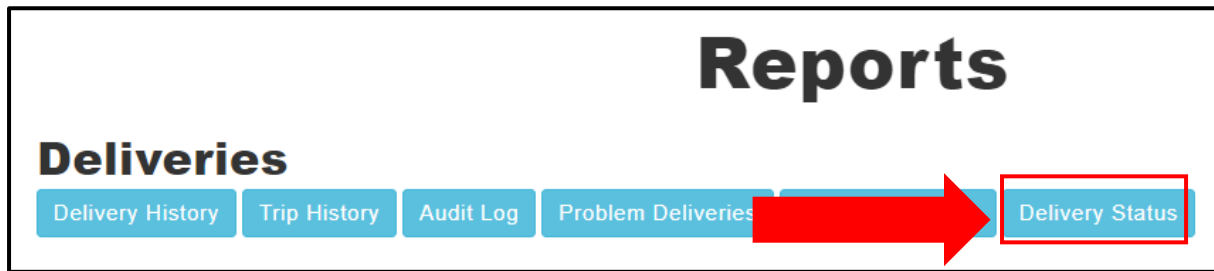 Reports
Deliveries
Delivery History Trip History Audit Log Problem Deliveries Delivery Status